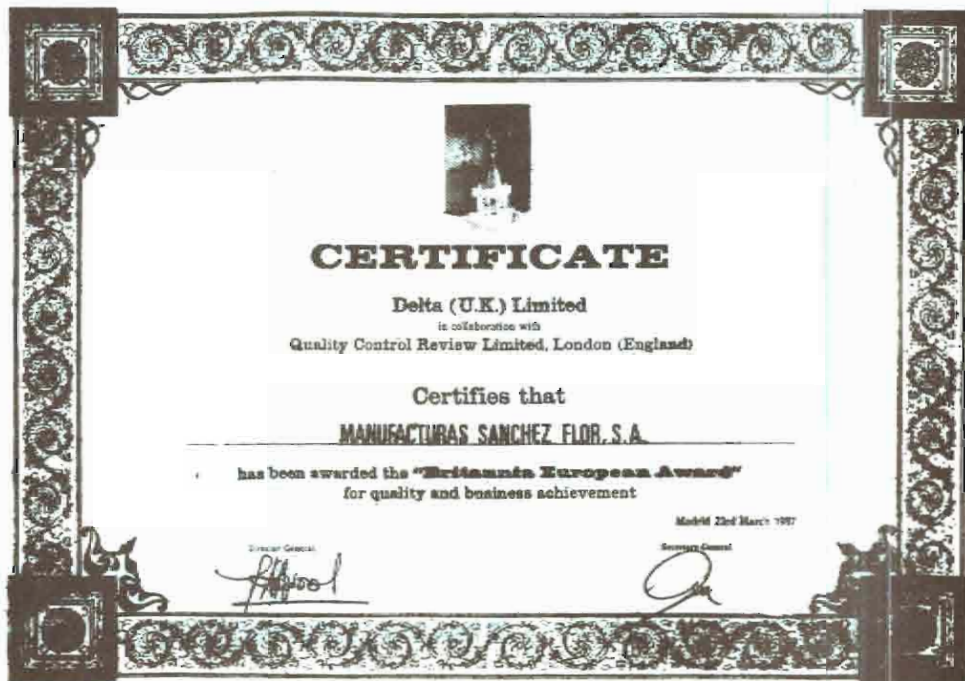 CERTIFICATE
Delta (U.K.) Limited
in collaboration with
Quality Control Review Limited, London (England)
Certifies that
MANUFACTURAS SANCHEZ FLOR, S.A.
has been awarded the "Britannia European Award"
for quality and business achievement
Madrid 23rd March 1987
Director General
Secretary General